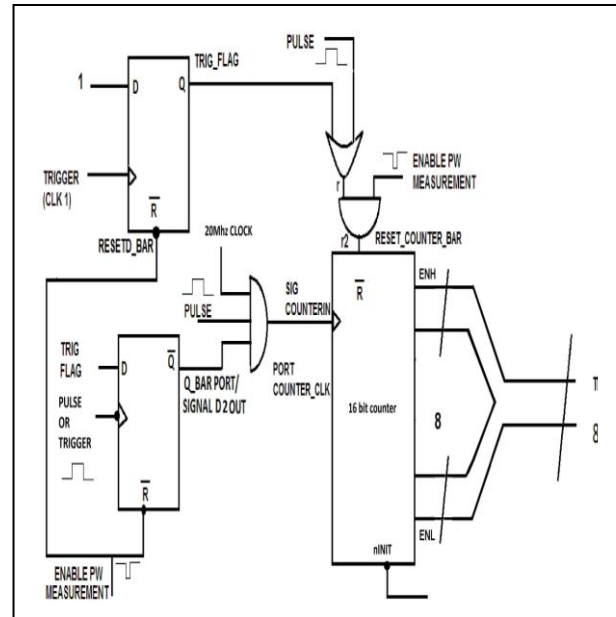 PULSE
TRIG_FLAG
1
D
Q
TRIGGER
(CLK 1)
R
RESETD_BAR
r
ENABLE PW
MEASUREMENT
r2
RESET_COUNTER_BAR
20Mhz CLOCK
PULSE
SIG
COUNTERIN
R
ENH
TRIG
FLAG
D
Q
PULSE
OR
TRIGGER
Q_BAR PORT/
SIGNAL D 2 OUT
PORT
COUNTER_CLK
16 bit counter
8
8
R
ENL
nINIT
ENABLE PW
MEASUREMENT